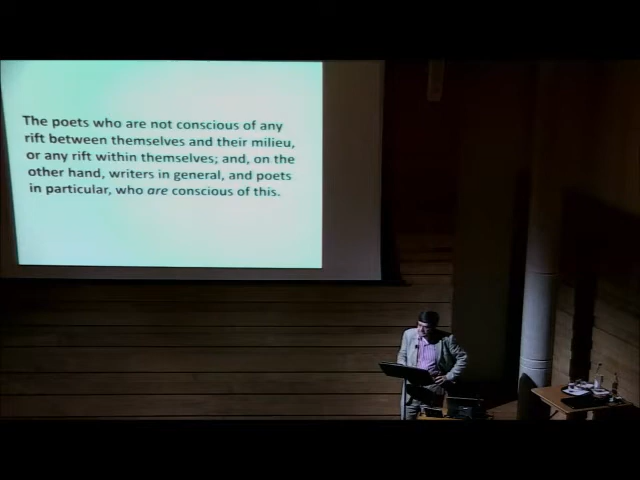 The poets who are not conscious of any
rift between themselves and their milieu,
or any rift within themselves; and, on the
other hand, writers in general, and poets
in particular, who are conscious of this.